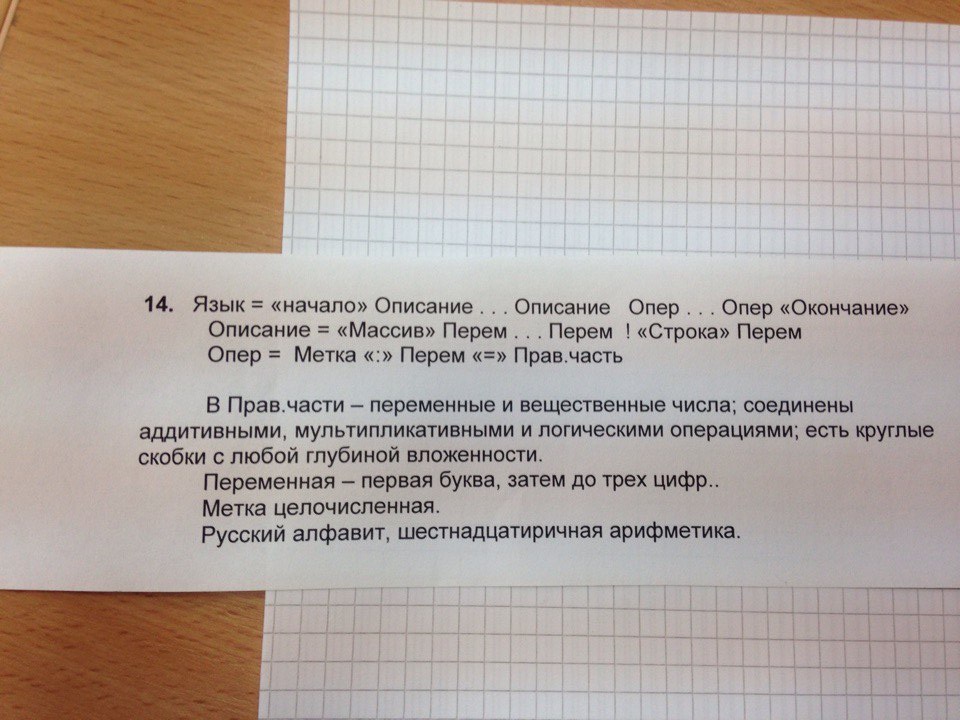 14. Язык = «начало» Описание . . . Описание Опер . . . Опер «Окончание»
Описание = «Массив» Перем . . . Перем ! «Строка» Перем
Опер = Метка «:» Перем «=» Прав.часть
В Прав.части – переменные и вещественные числа; соединены
аддитивными, мультипликативными и логическими операциями; есть круглые
скобки с любой глубиной вложенности.
Переменная – первая буква, затем до трех цифр..
Метка целочисленная.
Русский алфавит, шестнадцатиричная арифметика.